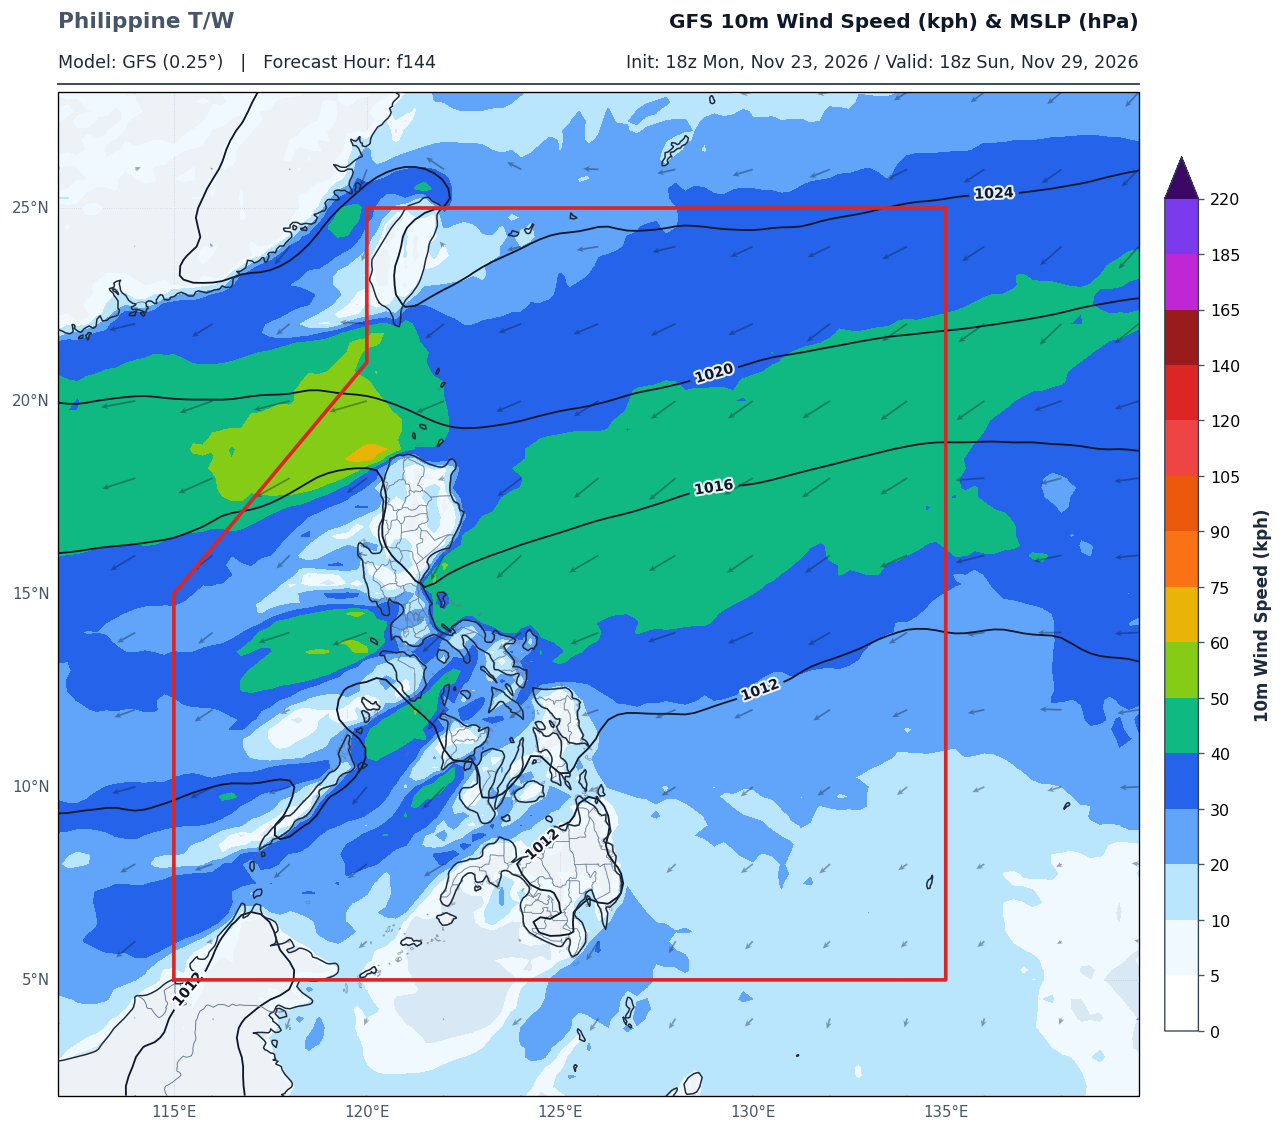 Philippine T/W
GFS 10m Wind Speed (kph) & MSLP (hPa)
Model: GFS (0.25°) | Forecast Hour: f144
Init: 18z Mon, Nov 23, 2026 / Valid: 18z Sun, Nov 29, 2026
1024
1020
1016
1012
1012
1012
25°N
20°N
15°N
10°N
5°N
115°E
120°E
125°E
130°E
135°E
220
185
165
140
120
105
90
75
60
50
40
30
20
10
5
0
10m Wind Speed (kph)